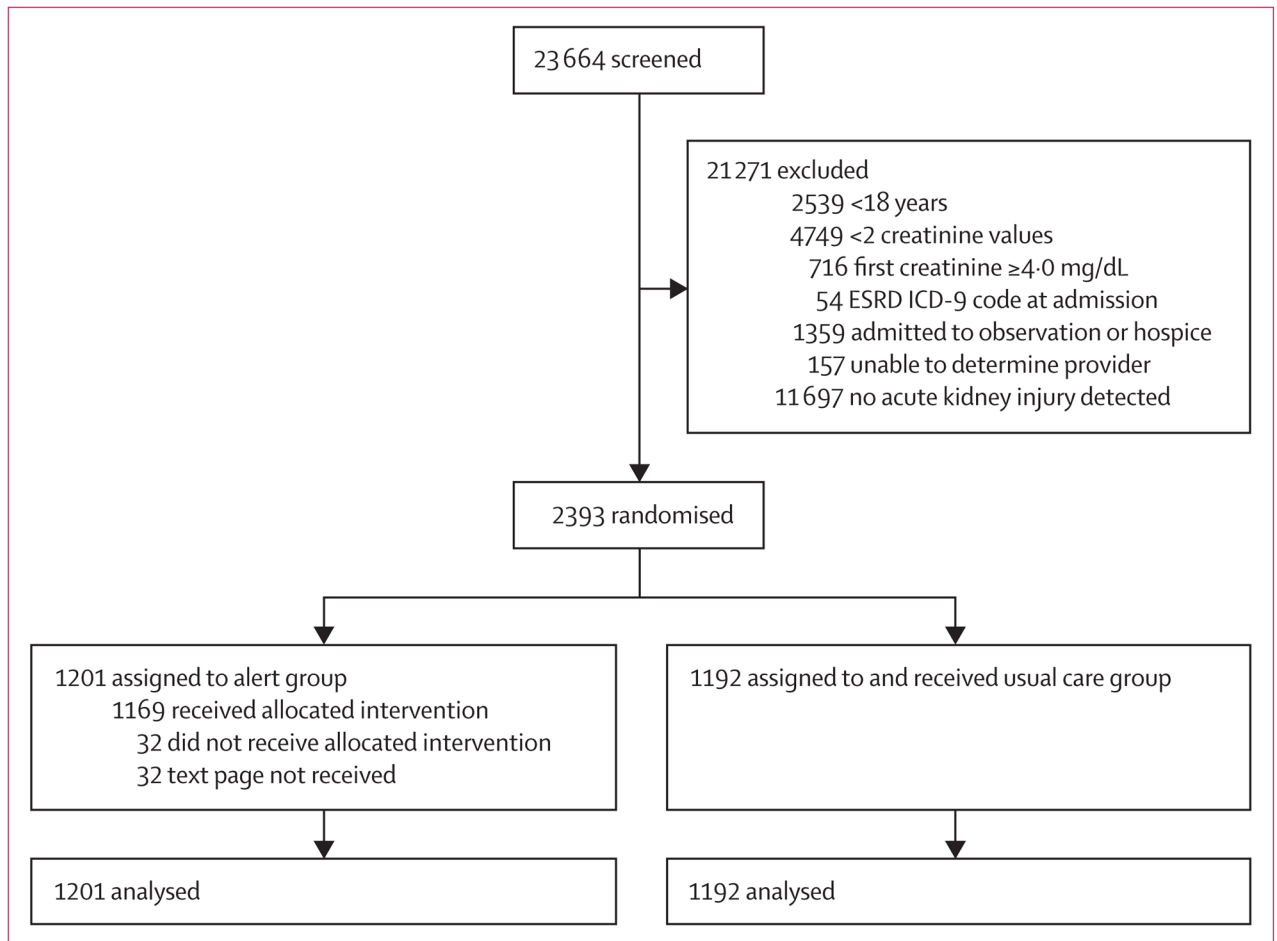 23 664 screened
21 271 excluded
2539 <18 years
4749 <2 creatinine values
716 first creatinine ≥4·0 mg/dL
54 ESRD ICD-9 code at admission
1359 admitted to observation or hospice
157 unable to determine provider
11 697 no acute kidney injury detected
2393 randomised
1201 assigned to alert group
1169 received allocated intervention
32 did not receive allocated intervention
32 text page not received
1192 assigned to and received usual care group
1201 analysed
1192 analysed